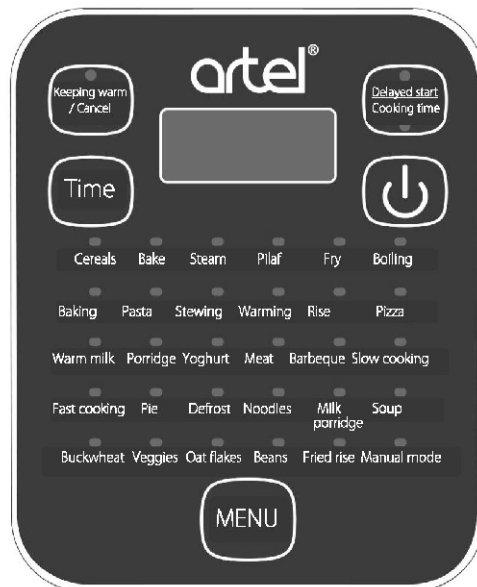 artel®
Keeping warm
/ Cancel
Delayed start
Cooking time
Time
Cereals Bake Steam Pilaf Fry Boiling
Baking Pasta Stewing Warming Rise Pizza
Warm milk Porridge Yoghurt Meat Barbeque Slow cooking
Fast cooking Pie Defrost Noodles Milk porridge Soup
Buckwheat Veggies Oat flakes Beans Fried rise Manual mode
MENU